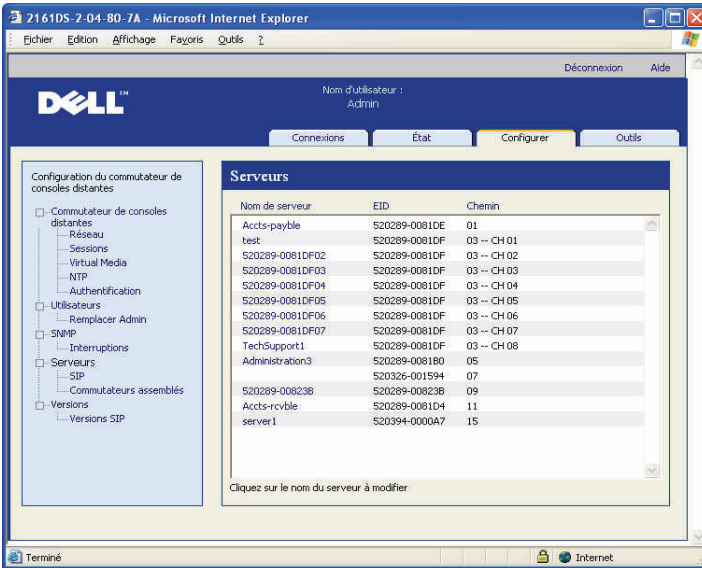 2161DS-2-04-80-7A - Microsoft Internet Explorer
Fichier Edition Affichage Favoris Outils ?
Déconnexion Aide
DELL™
Nom d'utilisateur :
Admin
Connexions État Configurer Outils
Configuration du commutateur de
consoles distantes
Commutateur de consoles
distantes
Réseau
Sessions
Virtual Media
NTP
Authentification
Utilisateurs
Remplacer Admin
SNMP
Interruptions
Serveurs
SIP
Commutateurs assemblés
Versions
Versions SIP
Serveurs
Nom de serveur EID Chemin
Accts-payble 520289-0081DE 01
test 520289-0081DF 03 -- CH 01
520289-0081DF02 520289-0081DF 03 -- CH 02
520289-0081DF03 520289-0081DF 03 -- CH 03
520289-0081DF04 520289-0081DF 03 -- CH 04
520289-0081DF05 520289-0081DF 03 -- CH 05
520289-0081DF06 520289-0081DF 03 -- CH 06
520289-0081DF07 520289-0081DF 03 -- CH 07
TechSupport1 520289-0081DF 03 -- CH 08
Administration3 520289-0081B0 05
520326-001594 07
520289-00823B 520289-00823B 09
Accts-rcvble 520289-0081D4 11
server1 520394-0000A7 15
Cliquez sur le nom du serveur à modifier
Terminé
Internet